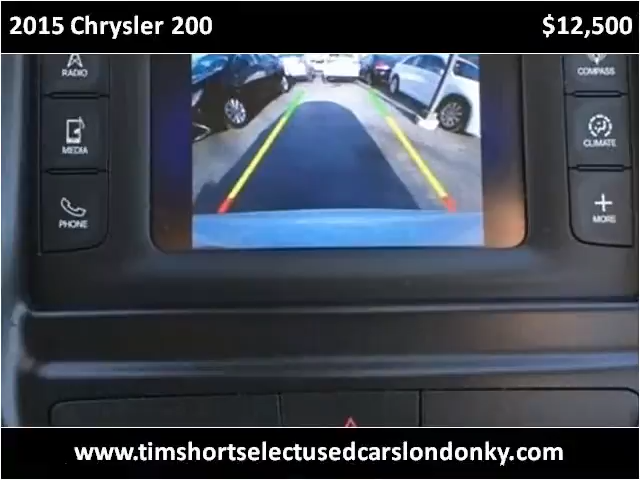 2015 Chrysler 200
$12,500
RADIO
COMPASS
MEDIA
CLIMATE
PHONE
MORE
www.timshortselectusedcarslondonky.com